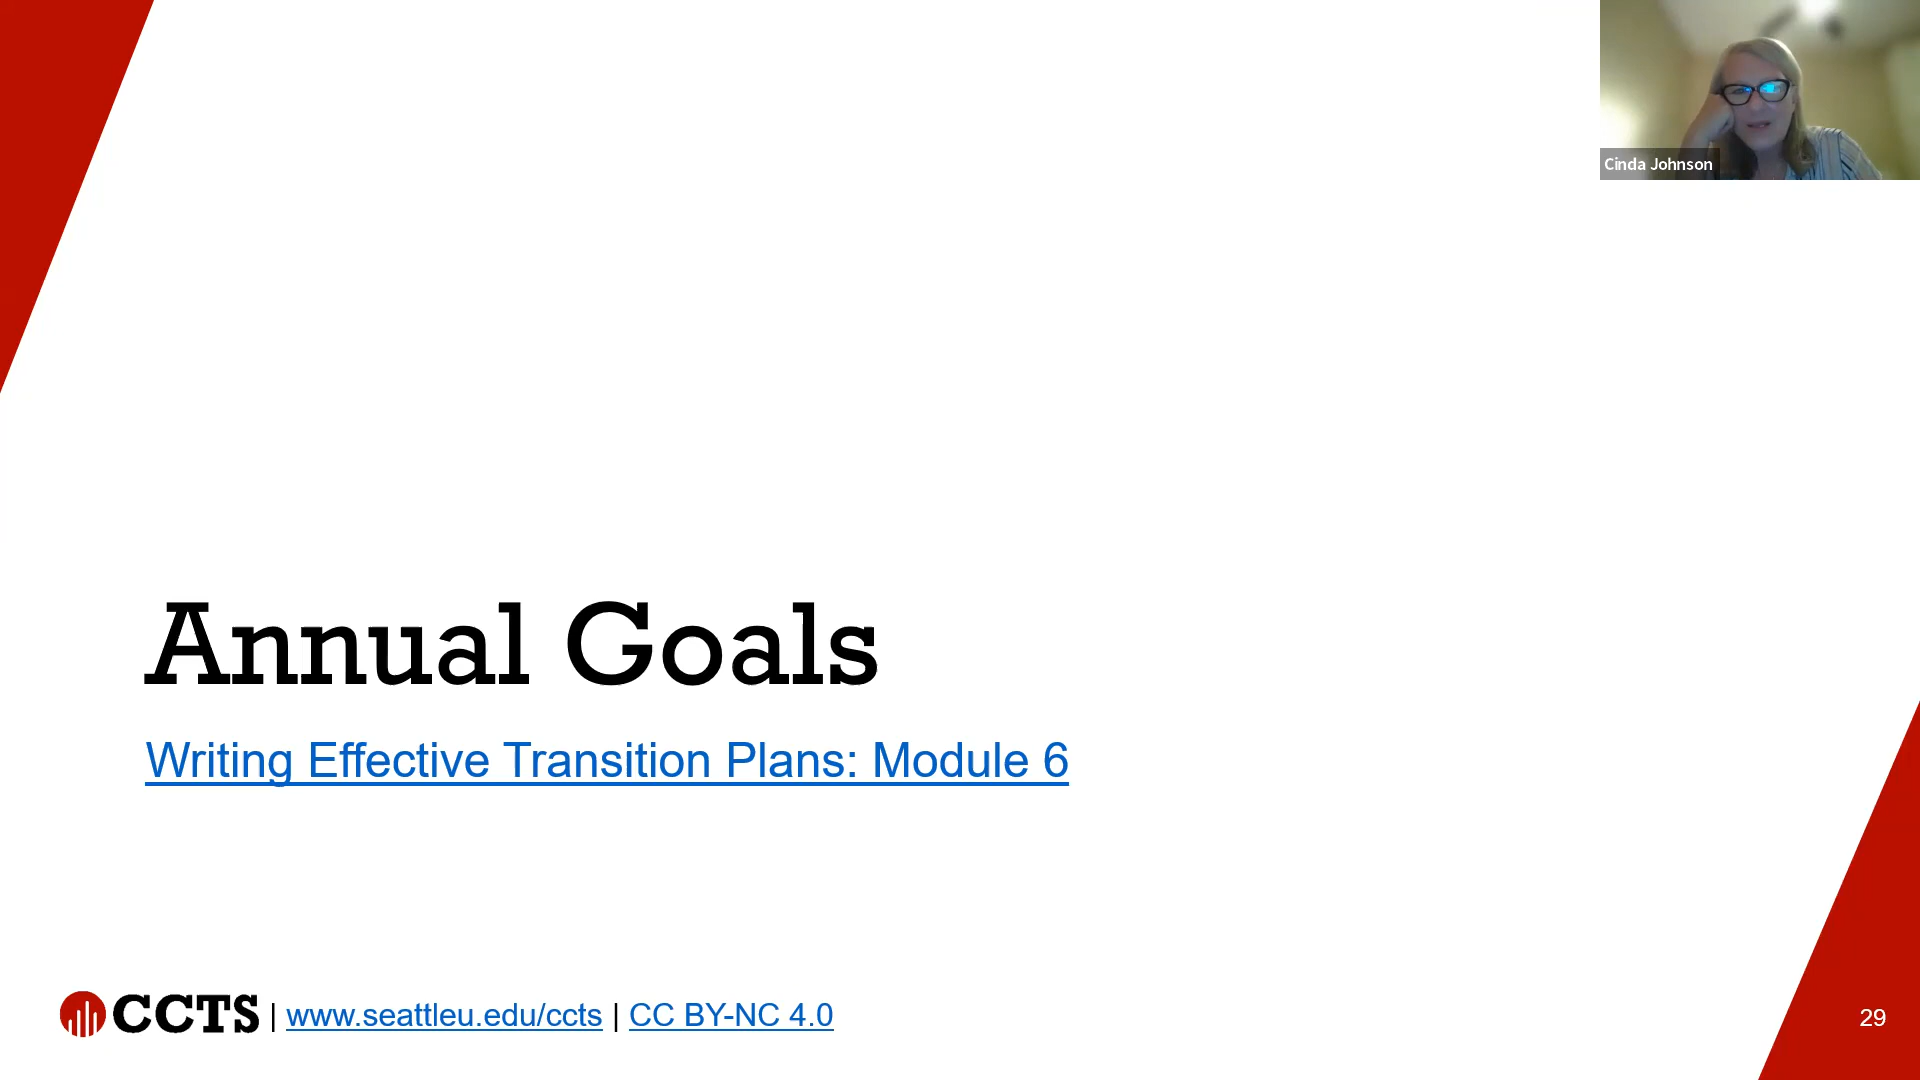 Cinda Johnson
Annual Goals
Writing Effective Transition Plans: Module 6
CCTS | www.seattleu.edu/ccts | CC BY-NC 4.0
29